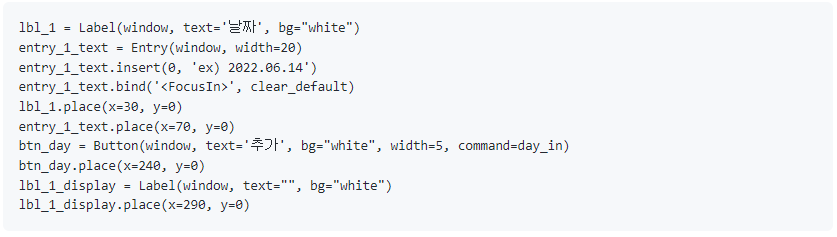 lbl_1 = Label(window, text='날짜', bg="white")
entry_1_text = Entry(window, width=20)
entry_1_text.insert(0, 'ex) 2022.06.14')
entry_1_text.bind('<FocusIn>', clear_default)
lbl_1.place(x=30, y=0)
entry_1_text.place(x=70, y=0)
btn_day = Button(window, text='추가', bg="white", width=5, command=day_in)
btn_day.place(x=240, y=0)
lbl_1_display = Label(window, text="", bg="white")
lbl_1_display.place(x=290, y=0)